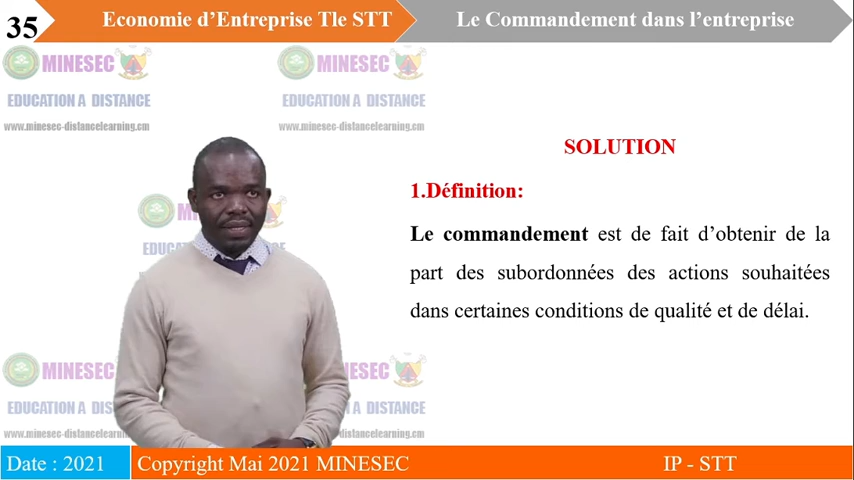 35
Economie d’Entreprise Tle STT
Le Commandement dans l’entreprise
MINESEC
MINESEC
EDUCATION A DISTANCE
EDUCATION A DISTANCE
www.minesec-distancelearning.cm
www.minesec-distancelearning.cm
SOLUTION
1.Définition:
Le commandement est de fait d’obtenir de la
part des subordonnées des actions souhaitées
dans certaines conditions de qualité et de délai.
MINESEC
EDUCATION A DIS
A DISTANCE
www.minesec-distancelearning.cm
Date : 2021
Copyright Mai 2021 MINESEC
IP - STT